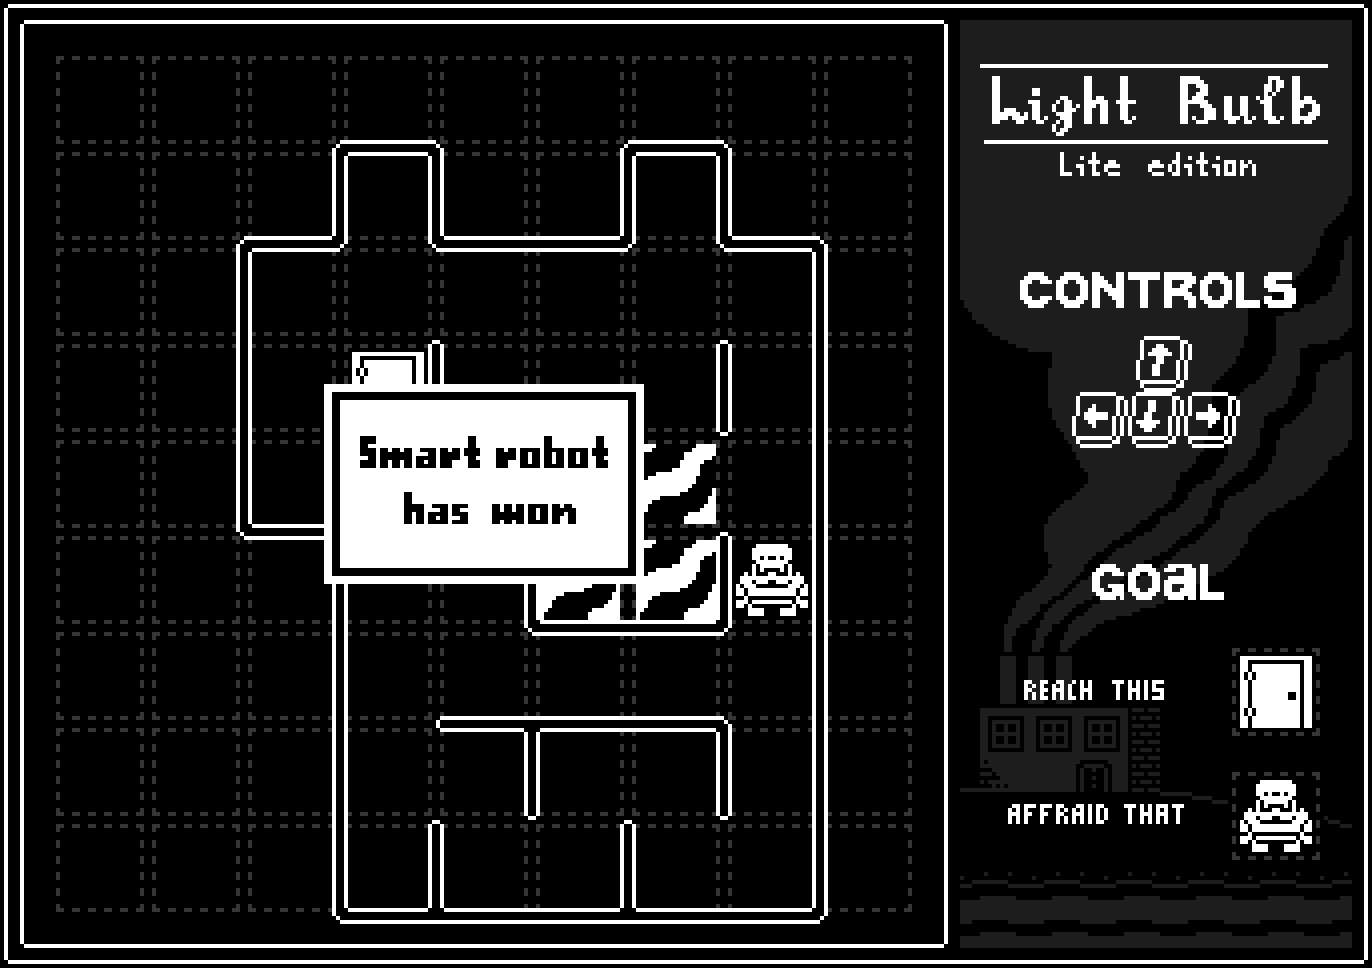 Light Bulb
Lite edition
CONTROLS
Smart robot
has won
GOaL
REACH THIS
AFFRAID THAT